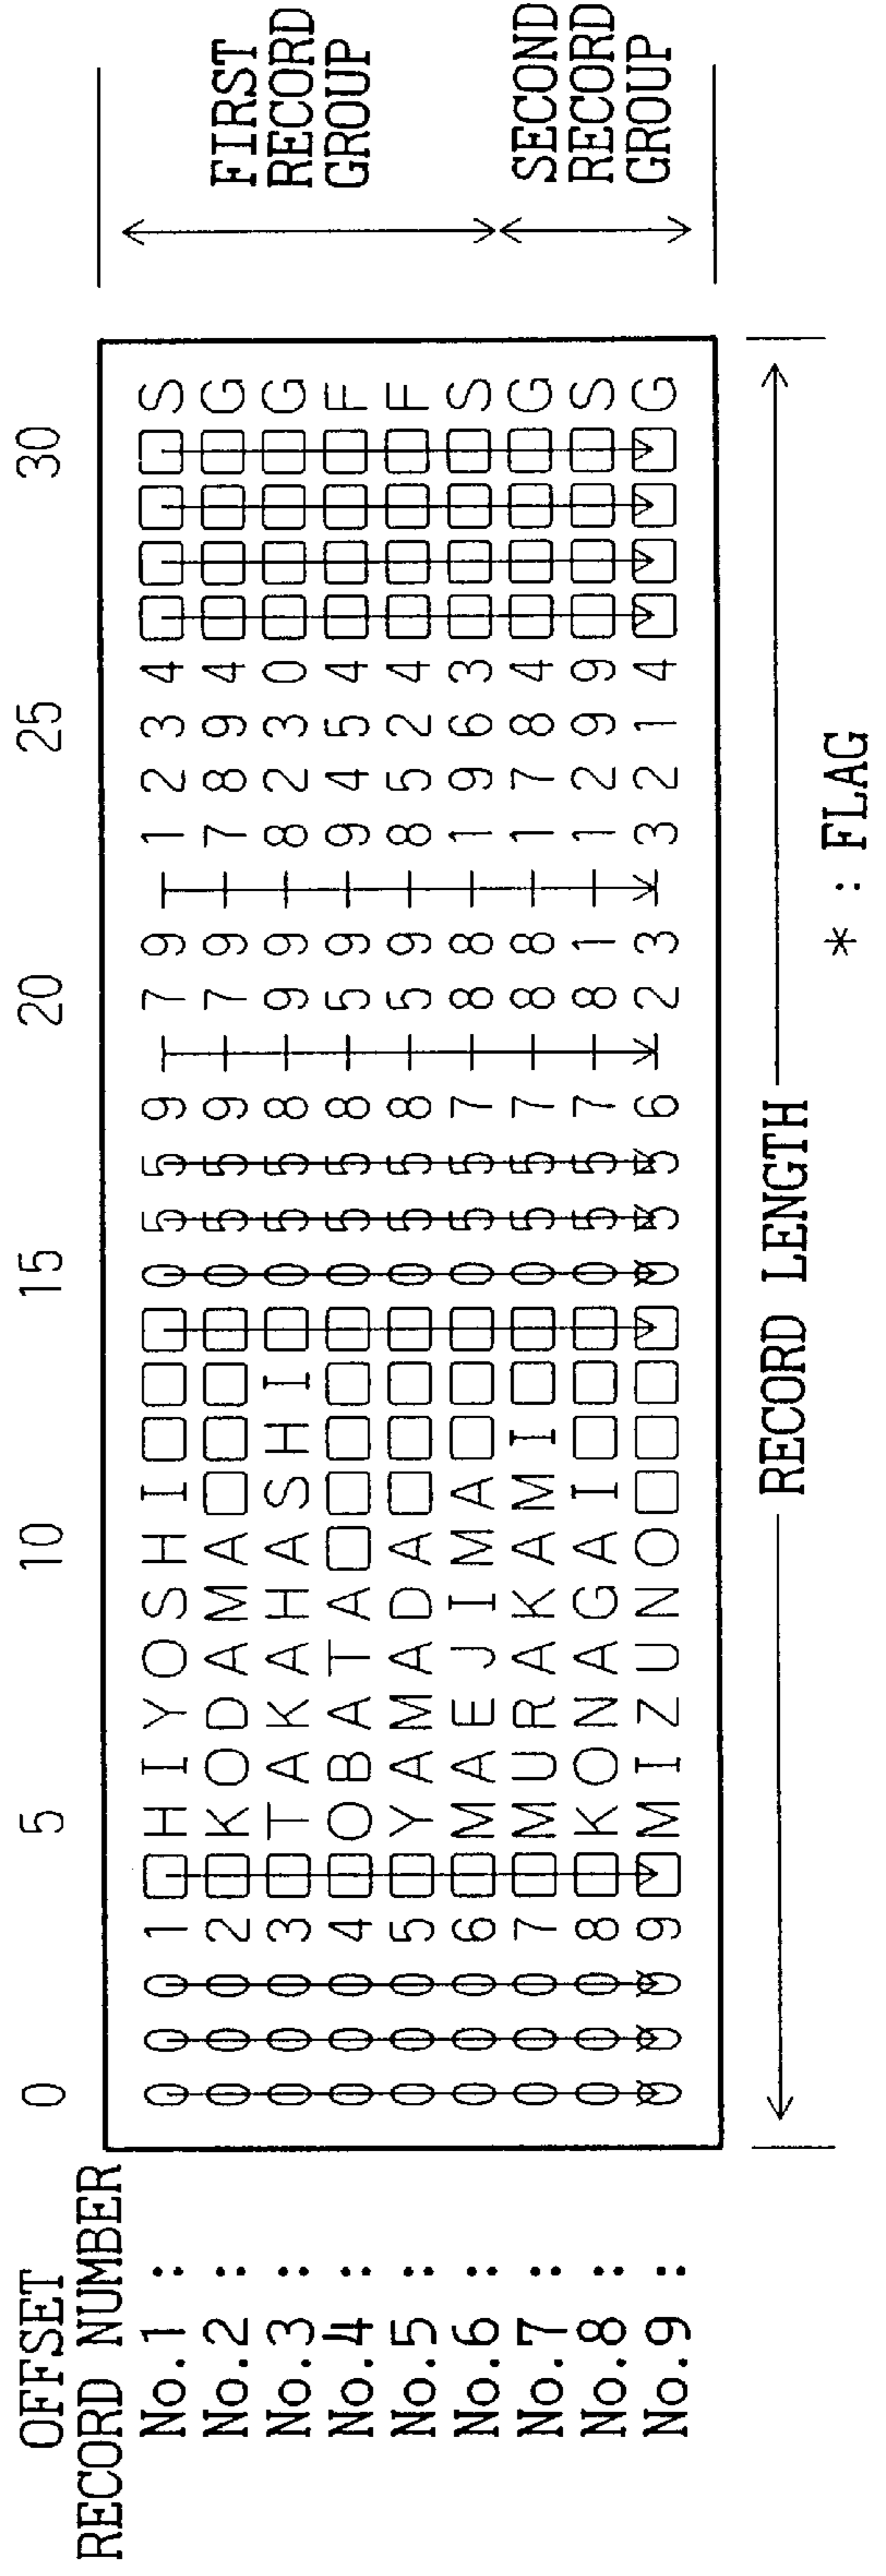 OFFSET 0 5 10 15 20 25 30
RECORD NUMBER
No.1 : 0001□HIYOSHI□□□0559-79-1234□□□□S
No.2 : 0002□KODAMA□□□□0559-79-7894□□□□G
No.3 : 0003□TAKAHASHI□0558-99-8230□□□□G
No.4 : 0004□OBATA□□□□□0558-59-9454□□□□F
No.5 : 0005□YAMADA□□□□0558-59-8524□□□□F
No.6 : 0006□MAEJIMA□□□0557-88-1963□□□□S
No.7 : 0007□MURAKAMI□□0557-88-1784□□□□G
No.8 : 0008□KONAGAI□□□0557-81-1299□□□□S
No.9 : 0009□MIZUNO□□□□0556-23-3214□□□□G
FIRST
RECORD
GROUP
SECOND
RECORD
GROUP
RECORD LENGTH
* : FLAG